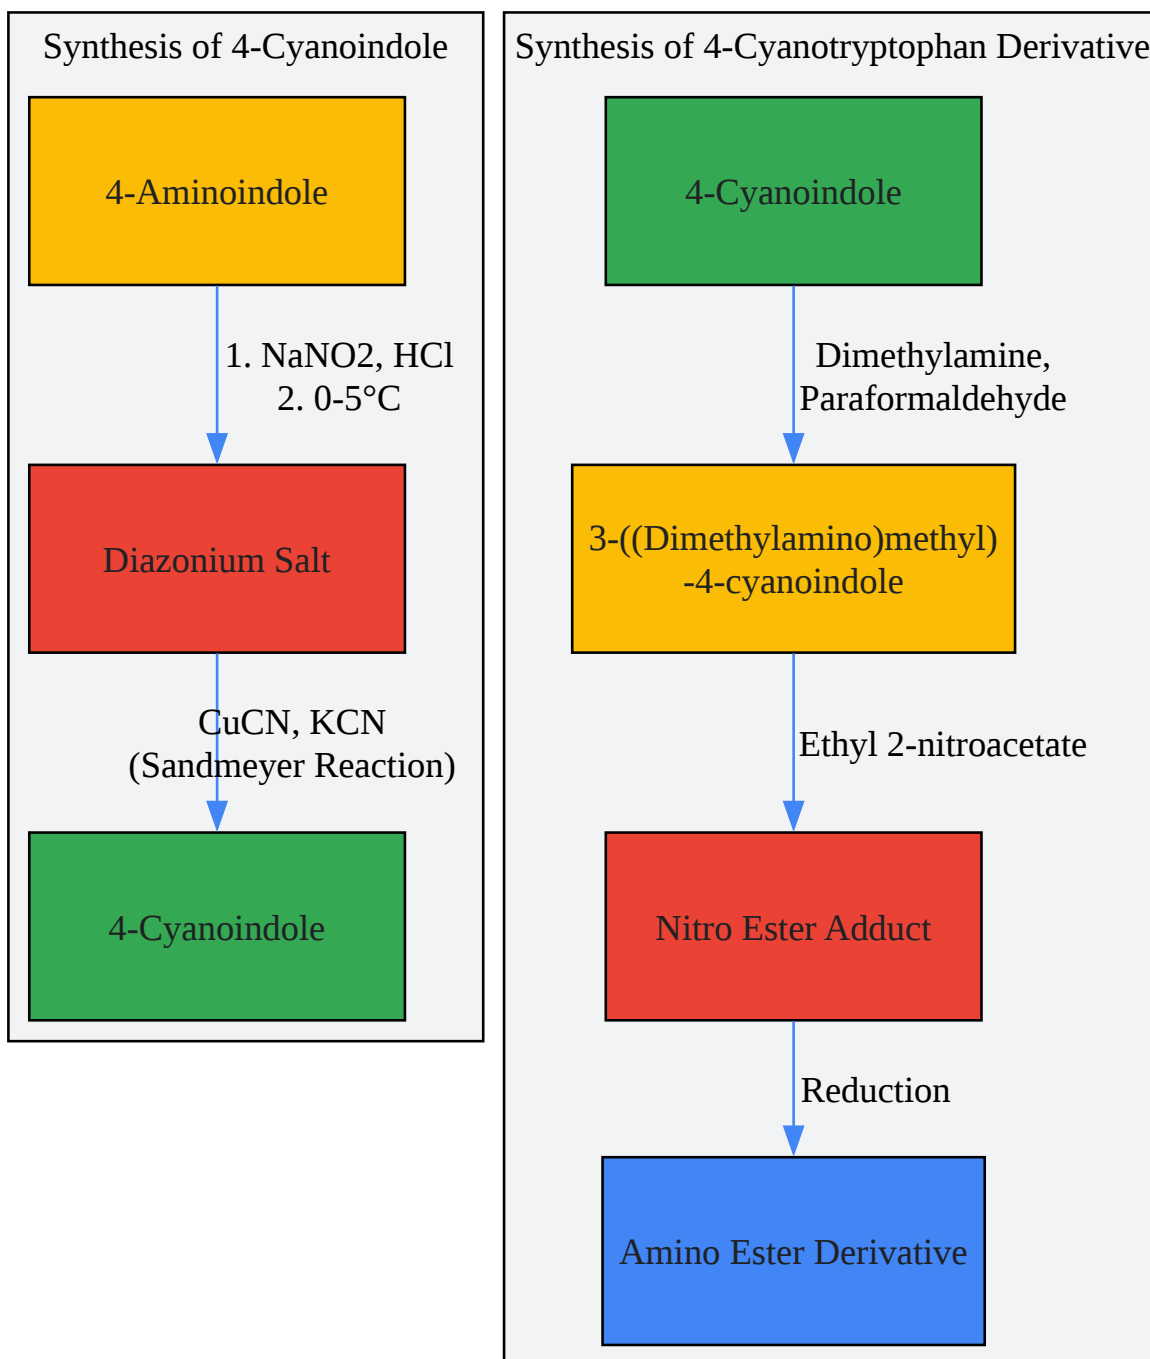 Synthesis of 4-Cyanoindole
4-Aminoindole
1. NaNO2, HCl
2. 0-5°C
Diazonium Salt
CuCN, KCN
(Sandmeyer Reaction)
4-Cyanoindole
Synthesis of 4-Cyanotryptophan Derivative
4-Cyanoindole
Dimethylamine,
Paraformaldehyde
3-((Dimethylamino)methyl)
-4-cyanoindole
Ethyl 2-nitroacetate
Nitro Ester Adduct
Reduction
Amino Ester Derivative